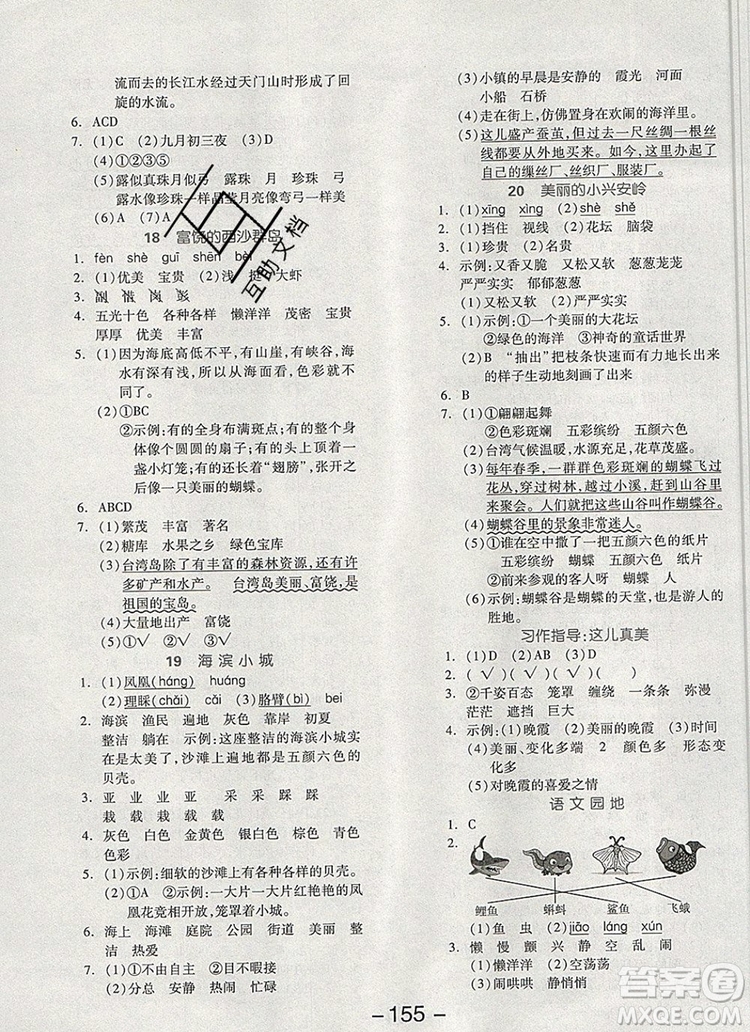 流而去的长江水经过天门山时形成了回
旋的水流。
6. ACD
7. (1)C (2)九月初三夜 (3)D
(4)①②③⑤
(5)露似真珠月似弓 露珠 月 珍珠 弓
露水像珍珠一样晶莹月亮像弯弓一样美
(6)A (7)A
18 富饶的西沙群岛
1. fèn shè guī shēn bèi
2. (1)优美 宝贵 (2)浅 挺 大虾
4. 五光十色 各种各样 懒洋洋 茂密 宝贵
厚厚 优美 丰富
5. (1)因为海底高低不平,有山崖,有峡谷,海
水有深有浅,所以从海面看,色彩就不
同了。
(2)①BC
②示例:有的全身布满斑点;有的身
体像个圆圆的扇子;有的身体像一
盏小灯笼;有的长着“翅膀”,张开了
就像一只美丽的蝴蝶。
6. ABCD
7. (1)繁茂 丰富 著名
(2)糖库 水果之乡 绿色宝库
(3)台湾岛除了有丰富的森林资源,还有许
多矿产和水产。 台湾岛美丽、富饶,是
祖国的宝岛。
(4)大量地出产 富饶
(5)①√ ②√ ③√
19 海滨小城
1. (1)凤凰(háng) huáng
(2)理睬(chǎi) cǎi (3)胳臂(bì) bei
2. 海滨 渔民 遍地 灰色 靠岸 初夏
整洁 躺在 示例:这座整洁的海滨小城真
是太美了,沙滩上遍地是五颜六色的
贝壳。
3. 亚 业 业 亚 采 采 踩 踩
栽 载 栽 载 载
4. 灰色 白色 金黄色 银白色 棕色 青色
色彩
5. (1)示例:细软的沙滩上有各种各样的贝壳。
(2)①A ②示例:一大片一大片红艳艳的凤
凰花竞相开放,笼罩着小城。
6. 海上 海滩 庭院 公园 街道 美丽 整
洁 热爱
7. (1)①不由自主 ②目不暇接
(2)分总 安静 热闹 忙碌
(3)小镇的早晨是安静的 霞光 河面
小船 石桥
(4)走在街上,仿佛置身在欢闹的海洋里。
(5)这儿盛产蚕茧,从前一尺丝绸一根丝
线都要从外地买来。如今,这儿办起了
自己的缫丝厂、丝织厂、服装厂。
20 美丽的小兴安岭
1. (1)xīng xìng (2)shè shě
2. (1)挡住 视线 (2)花坛 脑袋
3. (1)珍贵 (2)名贵
4. 示例:又香又脆 又松又软 葱葱茏茏
严严实实 郁郁葱葱
(1)又松又软 (2)严严实实
5. (1)示例:①一个美丽的大花坛
②绿色的海洋 ③神奇的童话世界
(2)B “抽出”把枝条快速而有力地长出来
的样子生动地刻画了出来
6. B
7. (1)①翩翩起舞
②色彩斑斓 五彩缤纷 五颜六色
(2)台湾气候温暖,水源充足,花草茂盛。
(3)每年春季,一群群色彩斑斓的蝴蝶飞过
花丛,穿过树林,越过小溪,赶到山谷里
来聚会。人们就把这些山谷叫蝴蝶谷。
(4)蝴蝶谷里的景象非常迷人。
(5)①谁在空中撒了一把把五颜六色的纸片
五彩缤纷 蝴蝶 五颜六色 纸片
②前来参观的客人呀 蝴蝶 迎宾
(6)示例:蝴蝶谷是蝴蝶的天堂,也是游人的
胜地。
习作指导:这儿真美
1. (1)D (2)AB (3)D
2. (√)( )(√)(√)( )
3. ②千姿百态 笼罩 缠绕 一条条 弥漫
茫茫 遮挡 巨大
4. 示例:(1)晚霞 (2)美丽的晚霞 (3)时间
(4)美丽、变化多端 2 颜色多 形态变
化多
(5)对晚霞的喜爱之情
语文园地
1. C
2.
鲤鱼 蝌蚪 鲨鱼 飞蛾
(1)鱼 虫 (2)jiāo láng xún
3. 懒 慢 颤 兴 静 空 乱 闹
(1)懒洋洋 (2)空荡荡
(3)闹哄哄 静悄悄
- 155 -
互助文档
答案圈
MXQE.COM